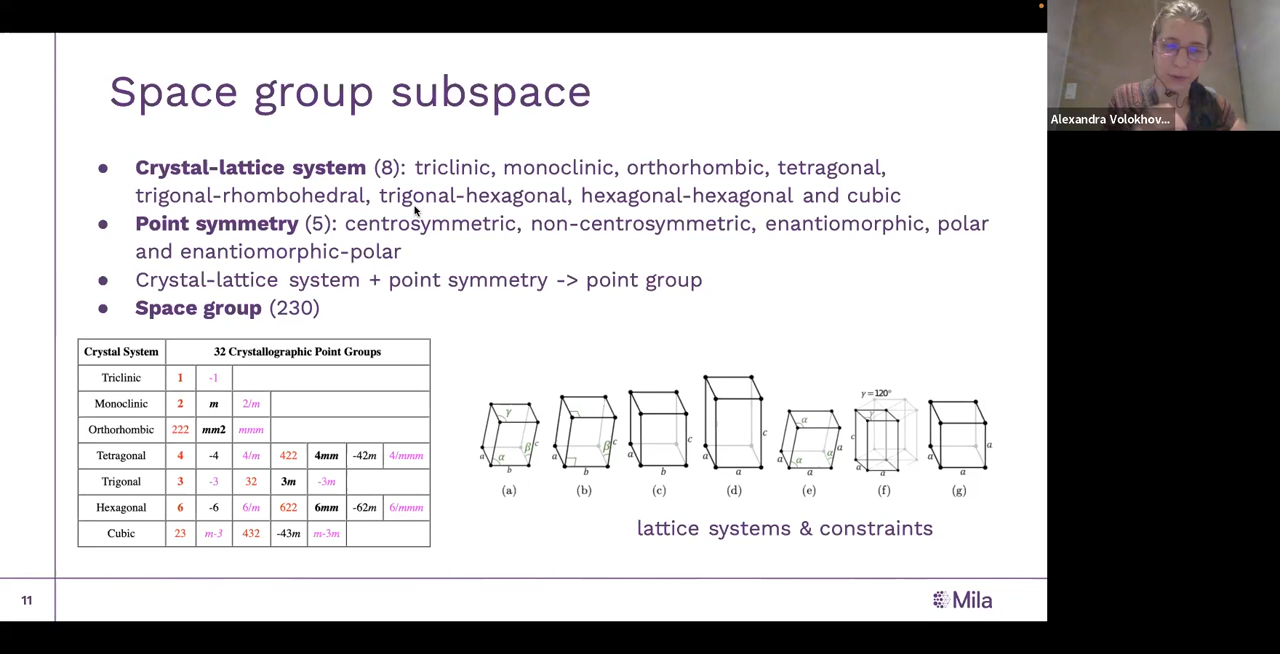 Space group subspace
● Crystal-lattice system (8): triclinic, monoclinic, orthorhombic, tetragonal,
trigonal-rhombohedral, trigonal-hexagonal, hexagonal-hexagonal and cubic
● Point symmetry (5): centrosymmetric, non-centrosymmetric, enantiomorphic, polar
and enantiomorphic-polar
● Crystal-lattice system + point symmetry -> point group
● Space group (230)
Crystal System 32 Crystallographic Point Groups
Triclinic 1 -1
Monoclinic 2 m 2/m
Orthorhombic 222 mm2 mmm
Tetragonal 4 -4 4/m 422 4mm -42m 4/mmm
Trigonal 3 -3 32 3m -3m
Hexagonal 6 -6 6/m 622 6mm -62m 6/mmm
Cubic 23 m-3 432 -43m m-3m
γ a α β c b
a β c b
a c b
a c a
α a α α a a
γ = 120°
γ c a a
a a a
(a) (b) (c) (d) (e) (f) (g)
lattice systems & constraints
11
Mila
Alexandra Volokhov...